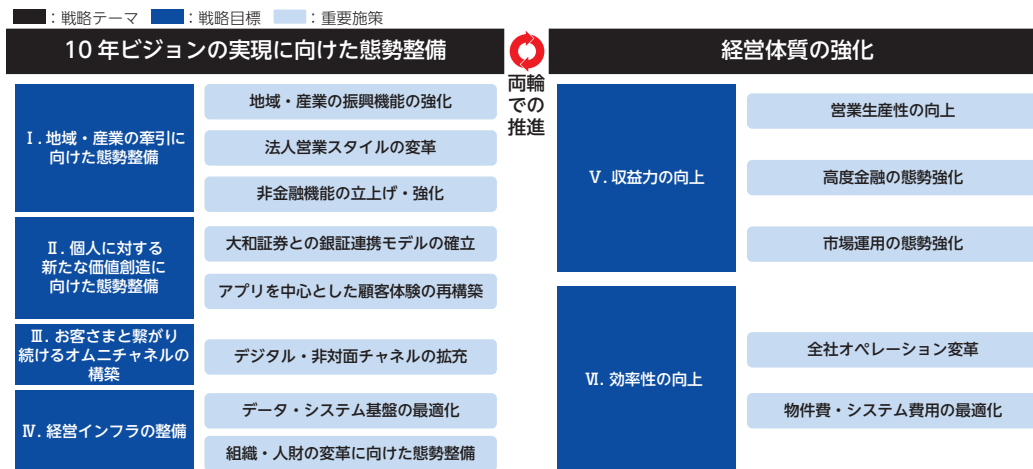 ：戦略テーマ ：戦略目標 ：重要施策
10年ビジョンの実現に向けた態勢整備
両輪
での
推進
経営体質の強化
Ⅰ. 地域・産業の牽引に
向けた態勢整備
地域・産業の振興機能の強化
法人営業スタイルの変革
非金融機能の立上げ・強化
Ⅱ. 個人に対する
新たな価値創造に
向けた態勢整備
大和証券との銀証連携モデルの確立
アプリを中心とした顧客体験の再構築
Ⅲ. お客さまと繋がり
続けるオムニチャネルの
構築
デジタル・非対面チャネルの拡充
Ⅳ. 経営インフラの整備
データ・システム基盤の最適化
組織・人財の変革に向けた態勢整備
Ⅴ. 収益力の向上
営業生産性の向上
高度金融の態勢強化
市場運用の態勢強化
Ⅵ. 効率性の向上
全社オペレーション変革
物件費・システム費用の最適化